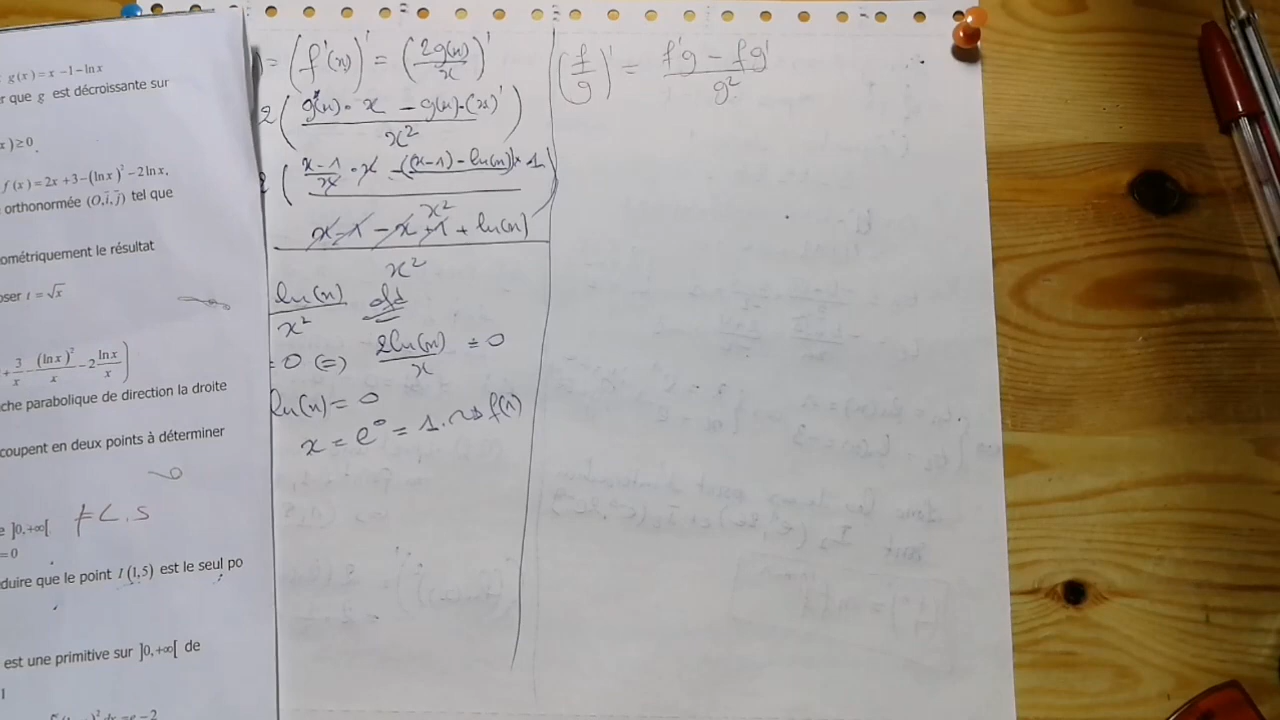 g(x) = x - 1 - ln x
r que g est décroissante sur
x) ≥ 0
f(x) = 2x + 3 - (ln x)² - 2 ln x,
orthonormée (O, i, j) tel que
ométriquement le résultat
oser t = √x
+ 3/x - (ln x)²/x - 2 ln x/x)
che parabolique de direction la droite
coupent en deux points à déterminer
e ]0, +∞[
= 0
duire que le point I(1,5) est le seul po
est une primitive sur ]0, +∞[ de
) = (f'(x))' = (2g(x)/x)'
2(g'(x) · x - g(x) · (x)' / x²)
2((x-1)/x · x - ((x-1) - ln(x)) × 1 / x²)
x - 1 - x + 1 + ln(x) / x²
ln(x) / x²
= 0 ⟺ 2ln(x)/x = 0
ln(x) = 0
x = e⁰ = 1. f(1)
(f/g)' = f'g - fg' / g²